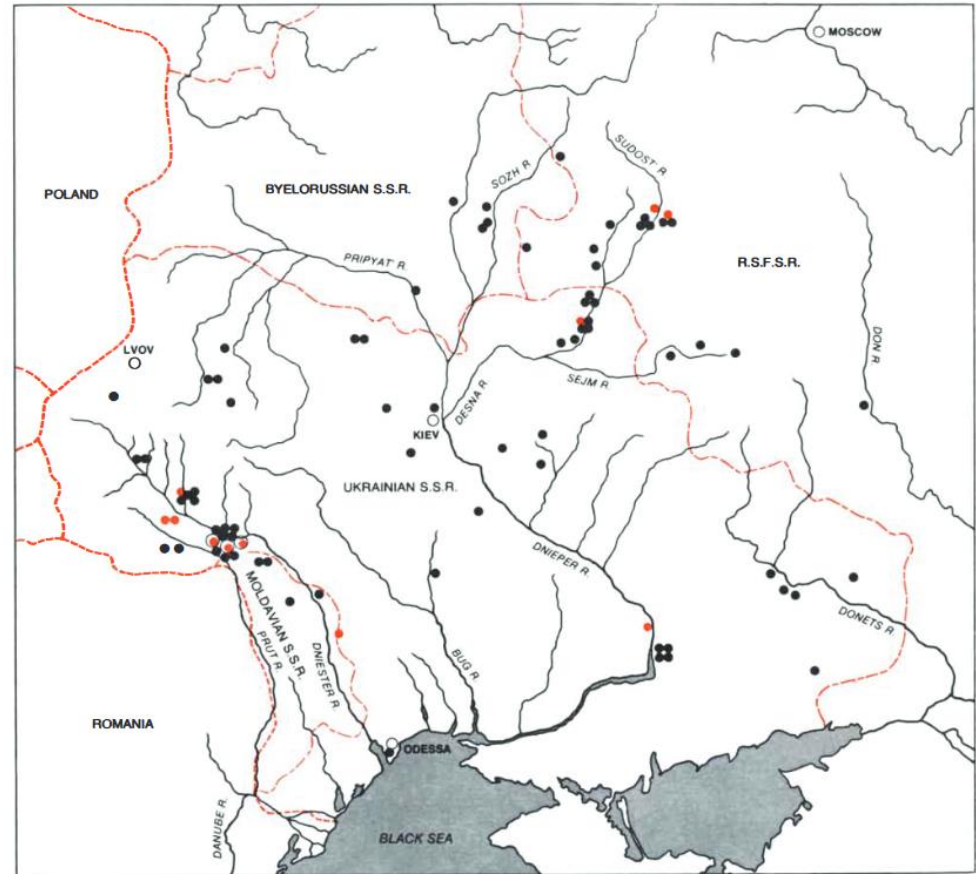 MOSCOW
SUDOST' R.
SOZH R.
BYELORUSSIAN S.S.R.
POLAND
PRIPYAT' R.
R.S.F.S.R.
DON R.
LVOV
SEJM R.
DESNA R.
KIEV
UKRAINIAN S.S.R.
DNIEPER R.
MOLDAVIAN S.S.R.
DONETS R.
PRUT R.
DNIESTER R.
BUG R.
ROMANIA
ODESSA
DANUBE R.
BLACK SEA